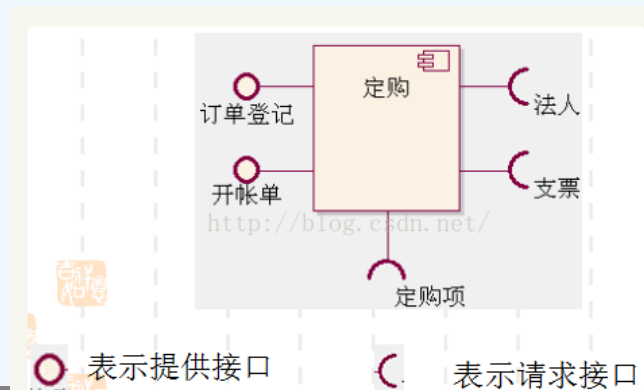 定购
订单登记
法人
开帐单
支票
http://blog.csdn.net/
定购项
表示提供接口
表示请求接口